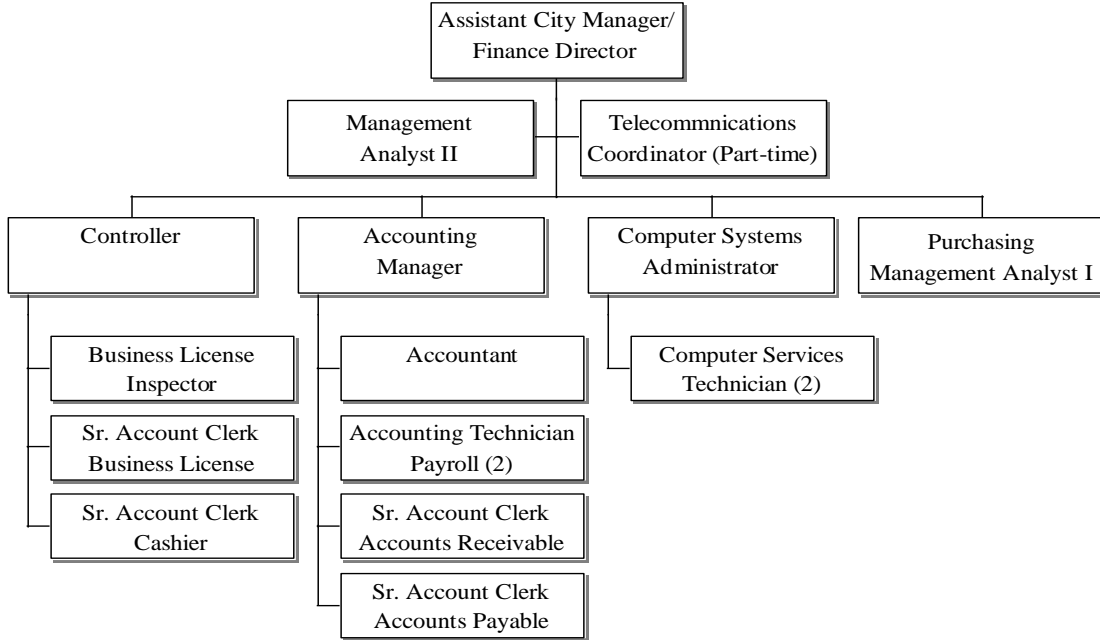 Assistant City Manager/
Finance Director
Management
Analyst II
Telecommnications
Coordinator (Part-time)
Controller
Accounting
Manager
Computer Systems
Administrator
Purchasing
Management Analyst I
Business License
Inspector
Sr. Account Clerk
Business License
Sr. Account Clerk
Cashier
Accountant
Accounting Technician
Payroll (2)
Sr. Account Clerk
Accounts Receivable
Sr. Account Clerk
Accounts Payable
Computer Services
Technician (2)